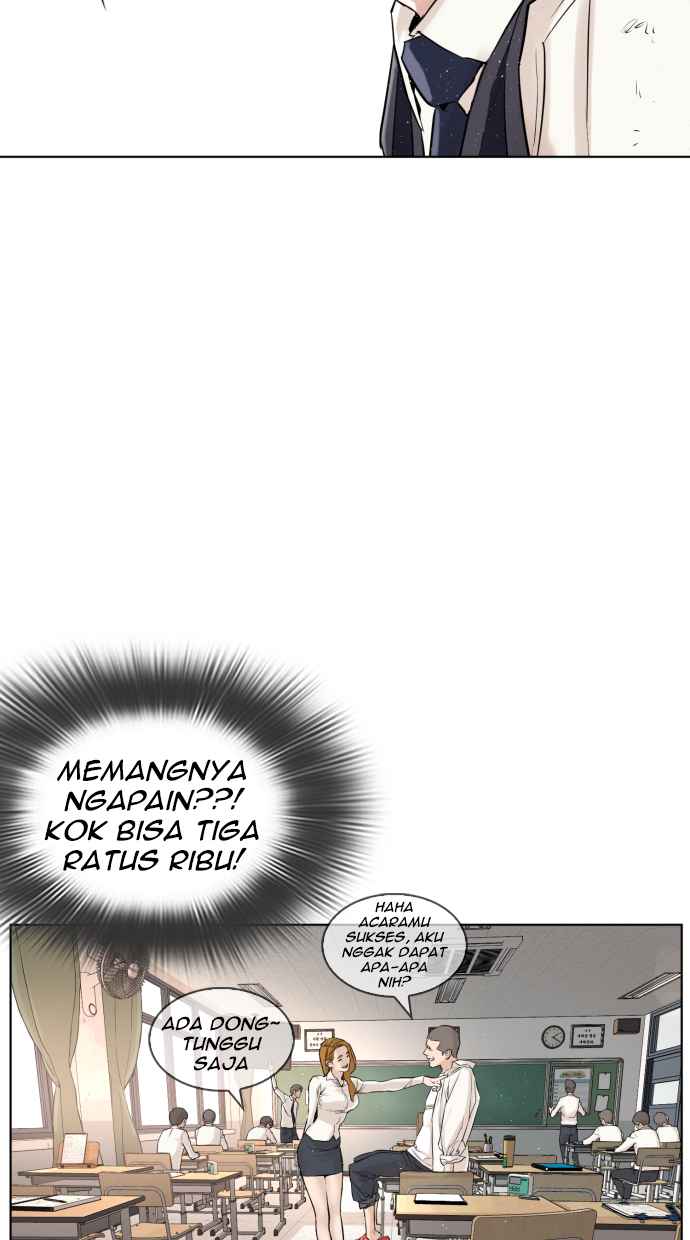 MEMANGNYA
NGAPAIN??!
KOK BISA TIGA
RATUS RIBU!
HAHA
ACARAMU
SUKSES, AKU
NGGAK DAPAT
APA-APA
NIH?
ADA DONG~
TUNGGU
SAJA